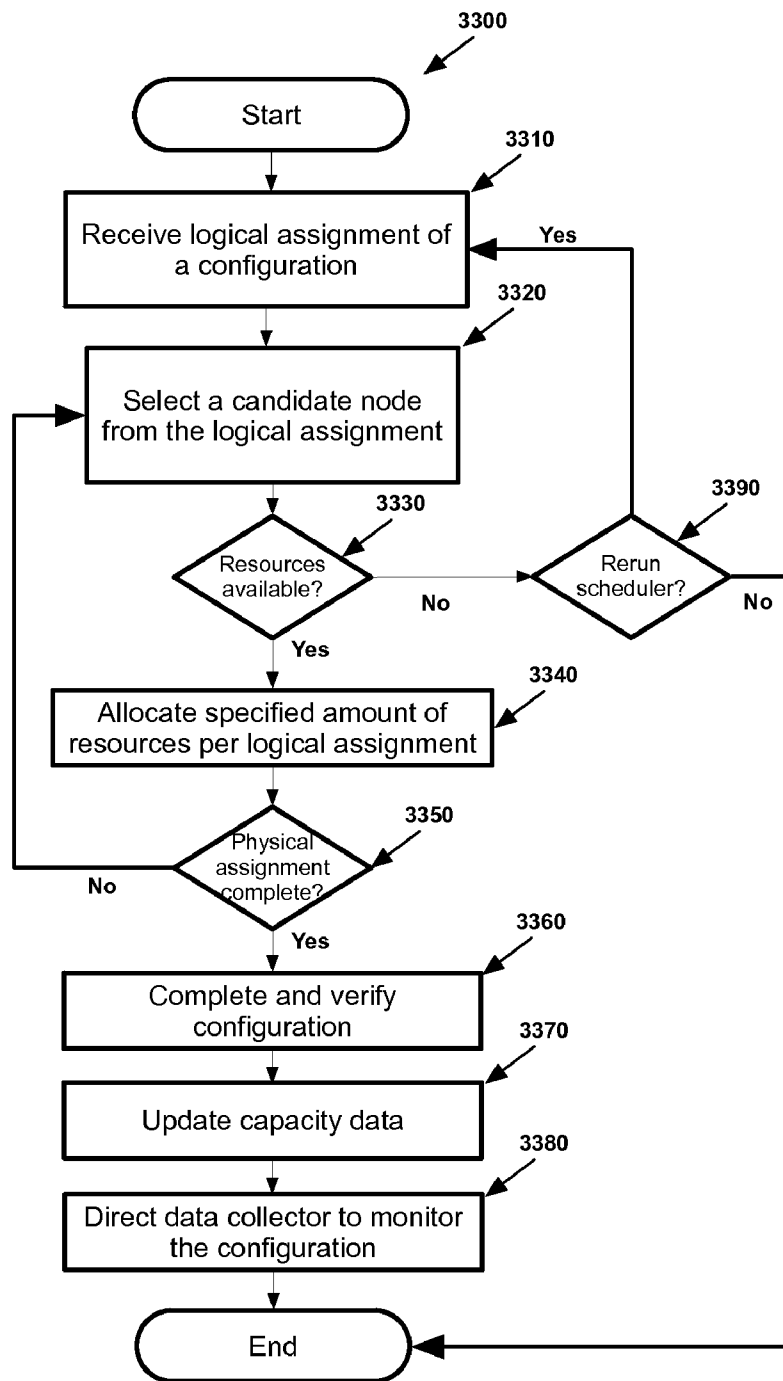 3300
Start
3310
Receive logical assignment of
a configuration
Yes
3320
Select a candidate node
from the logical assignment
3330
3390
Resources
available?
Rerun
scheduler?
No
No
Yes
3340
Allocate specified amount of
resources per logical assignment
3350
Physical
assignment
complete?
No
Yes
3360
Complete and verify
configuration
3370
Update capacity data
3380
Direct data collector to monitor
the configuration
End